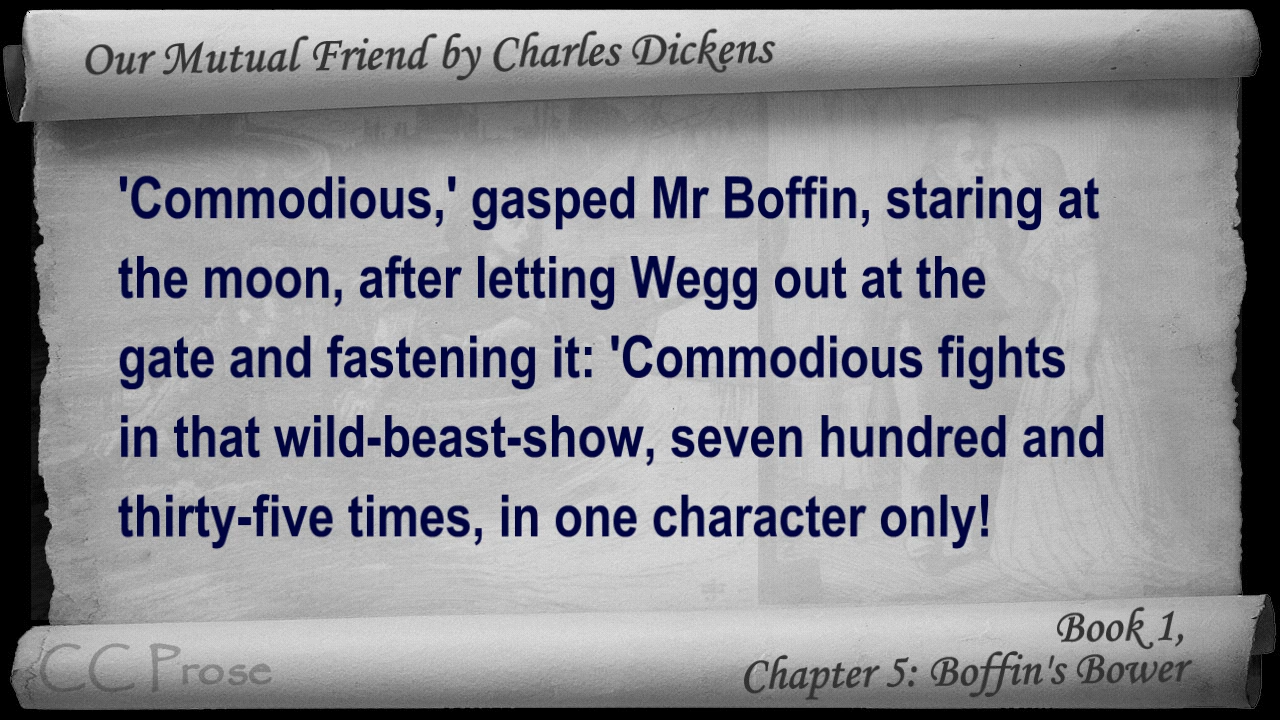 Our Mutual Friend by Charles Dickens
'Commodious,' gasped Mr Boffin, staring at
the moon, after letting Wegg out at the
gate and fastening it: 'Commodious fights
in that wild-beast-show, seven hundred and
thirty-five times, in one character only!
CC Prose
Book 1,
Chapter 5: Boffin's Bower